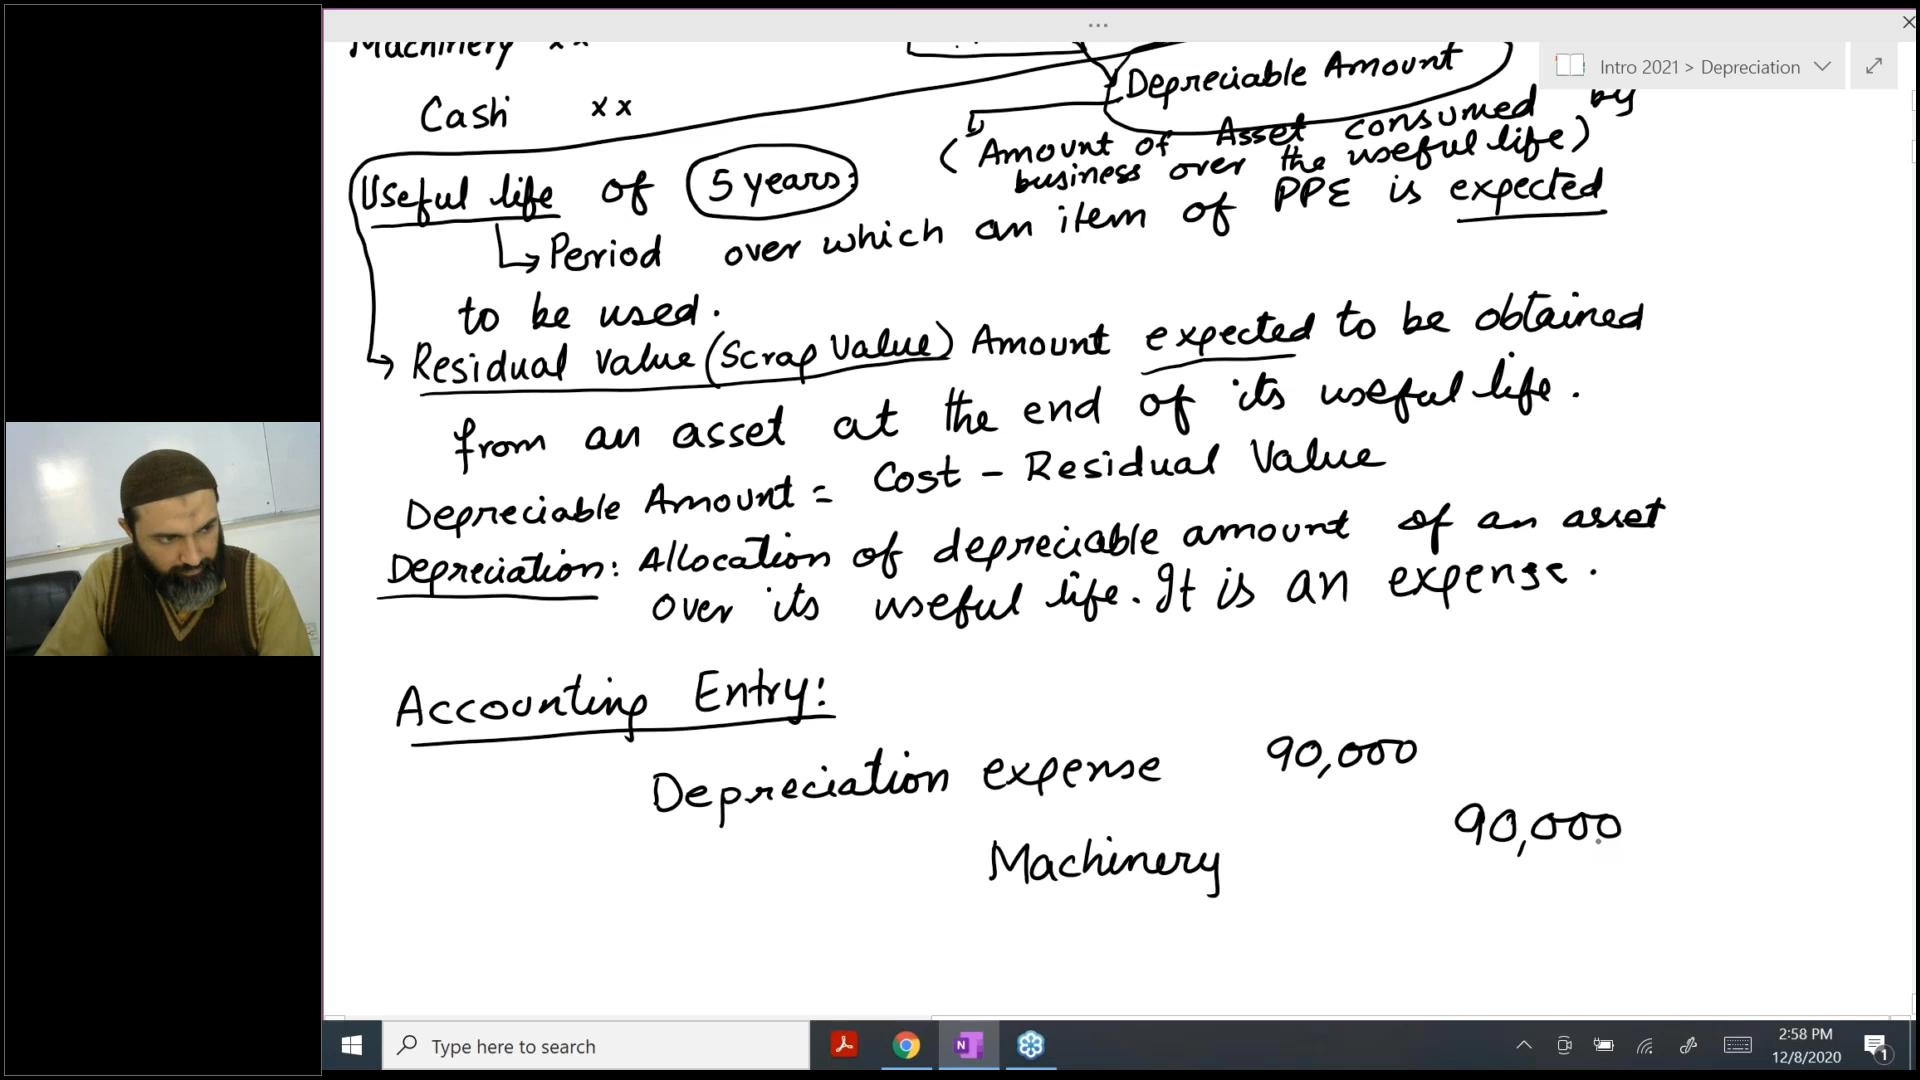 ...
Machinery xx
Intro 2021 > Depreciation
Depreciable Amount
Cash xx
(Amount of Asset consumed by
business over the useful life)
Useful life of 5 years:
↳ Period over which an item of PPE is expected
to be used.
→ Residual Value (Scrap Value) Amount expected to be obtained
from an asset at the end of its useful life.
Depreciable Amount = Cost - Residual Value
Depreciation: Allocation of depreciable amount of an asset
over its useful life. It is an expense.
Accounting Entry:
Depreciation expense 90,000
Machinery 90,000
Type here to search
N
2:58 PM
12/8/2020
1